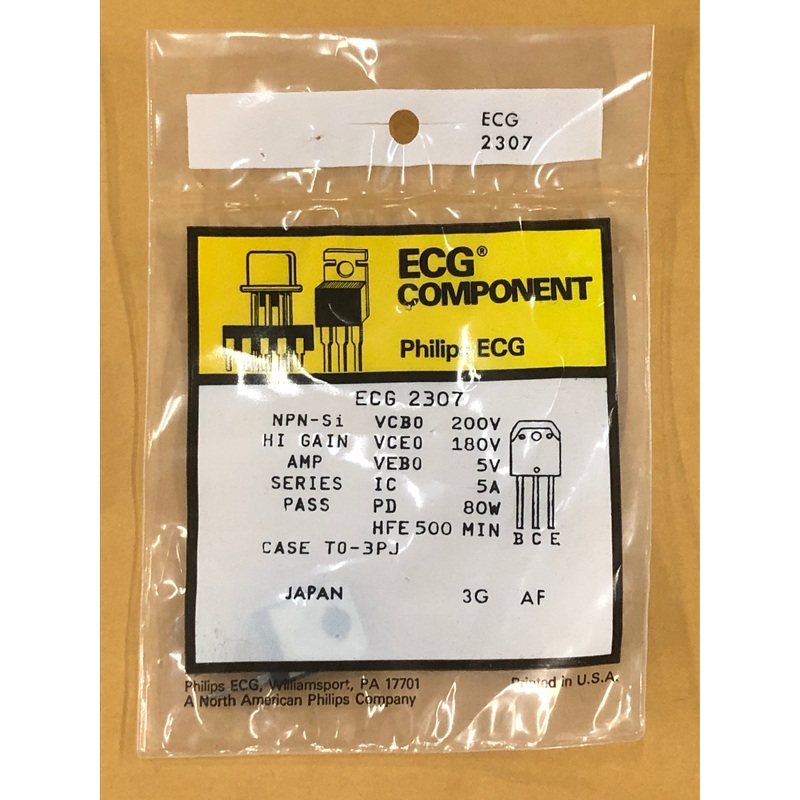 ECG
2307
ECG®
COMPONENT
Philips ECG
ECG 2307
NPN-Si VCBO 200V
HI GAIN VCEO 180V
AMP VEBO 5V
SERIES IC 5A
PASS PD 80W
HFE 500 MIN
B C E
CASE TO-3PJ
JAPAN 3G AF
Philips ECG, Williamsport, PA 17701 Printed in U.S.A.
A North American Philips Company